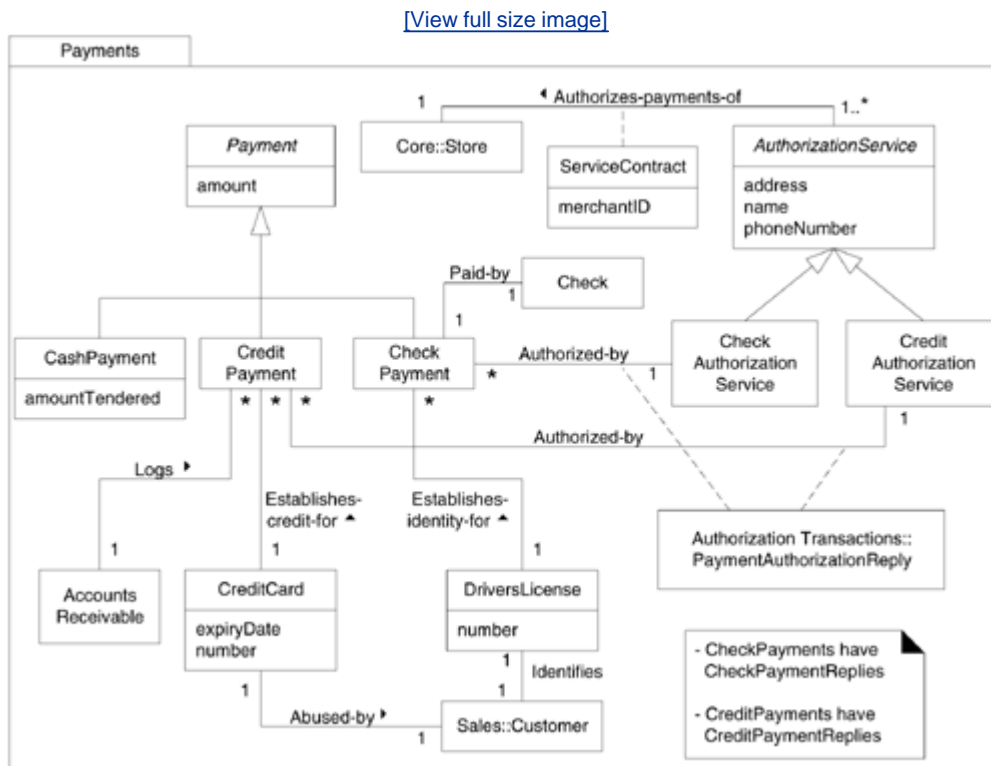 [View full size image]
Payments
1
Authorizes-payments-of
1..*
Payment
amount
Core::Store
ServiceContract
merchantID
AuthorizationService
address
name
phoneNumber
Paid-by
1
1
Check
CashPayment
amountTendered
Credit
Payment
Check
Payment
Authorized-by
*
1
Check
Authorization
Service
Credit
Authorization
Service
* * *
*
1
Authorized-by
Logs
Establishes-
credit-for
Establishes-
identity-for
1
1
1
Authorization Transactions::
PaymentAuthorizationReply
Accounts
Receivable
CreditCard
expiryDate
number
DriversLicense
number
1
Identifies
1
1
Abused-by
1
Sales::Customer
- CheckPayments have
CheckPaymentReplies
- CreditPayments have
CreditPaymentReplies